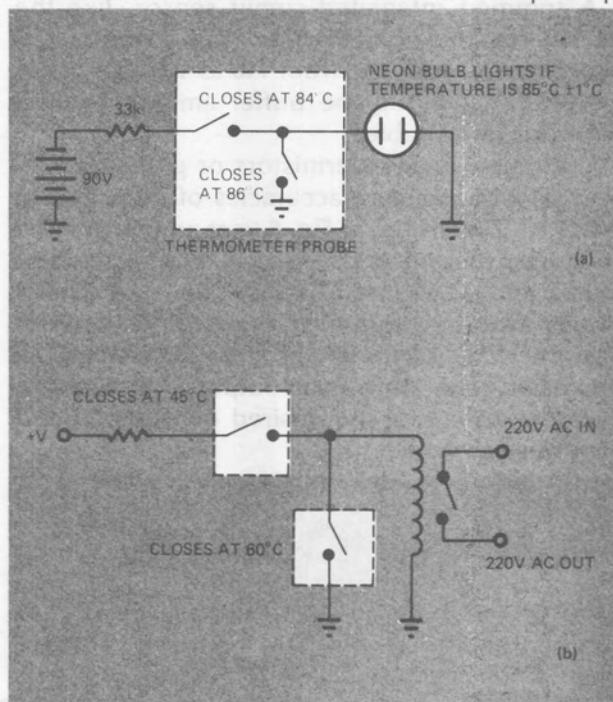 33k
CLOSES AT 84°C
NEON BULB LIGHTS IF
TEMPERATURE IS 85°C ±1°C
90V
CLOSES
AT 86°C
THERMOMETER PROBE
(a)
CLOSES AT 45°C
+V
220V AC IN
CLOSES AT 60°C
220V AC OUT
(b)